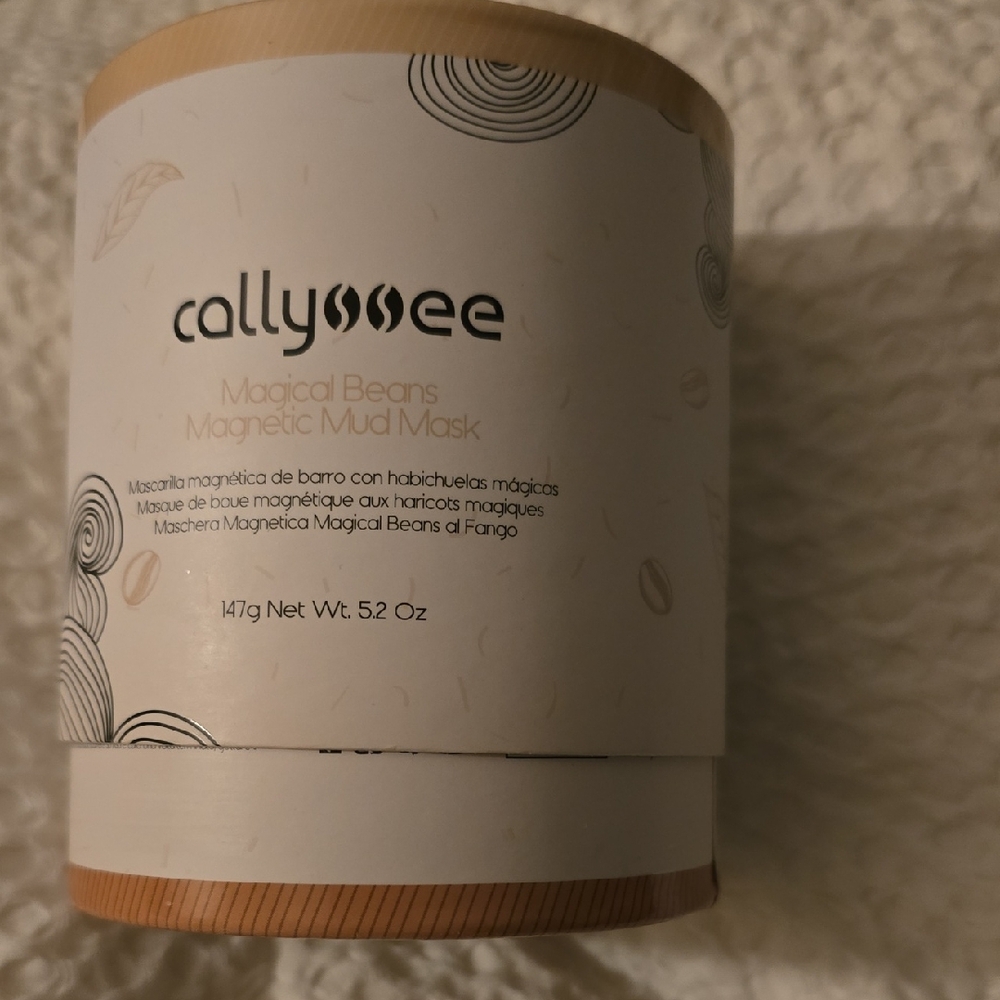 callyssee
Magical Beans
Magnetic Mud Mask
Mascarilla magnética de barro con habichuelas mágicas
Masque de baue magnétique aux haricots magiques
Maschera Magnetica Magical Beans al Fango
147g Net Wt. 5.2 Oz